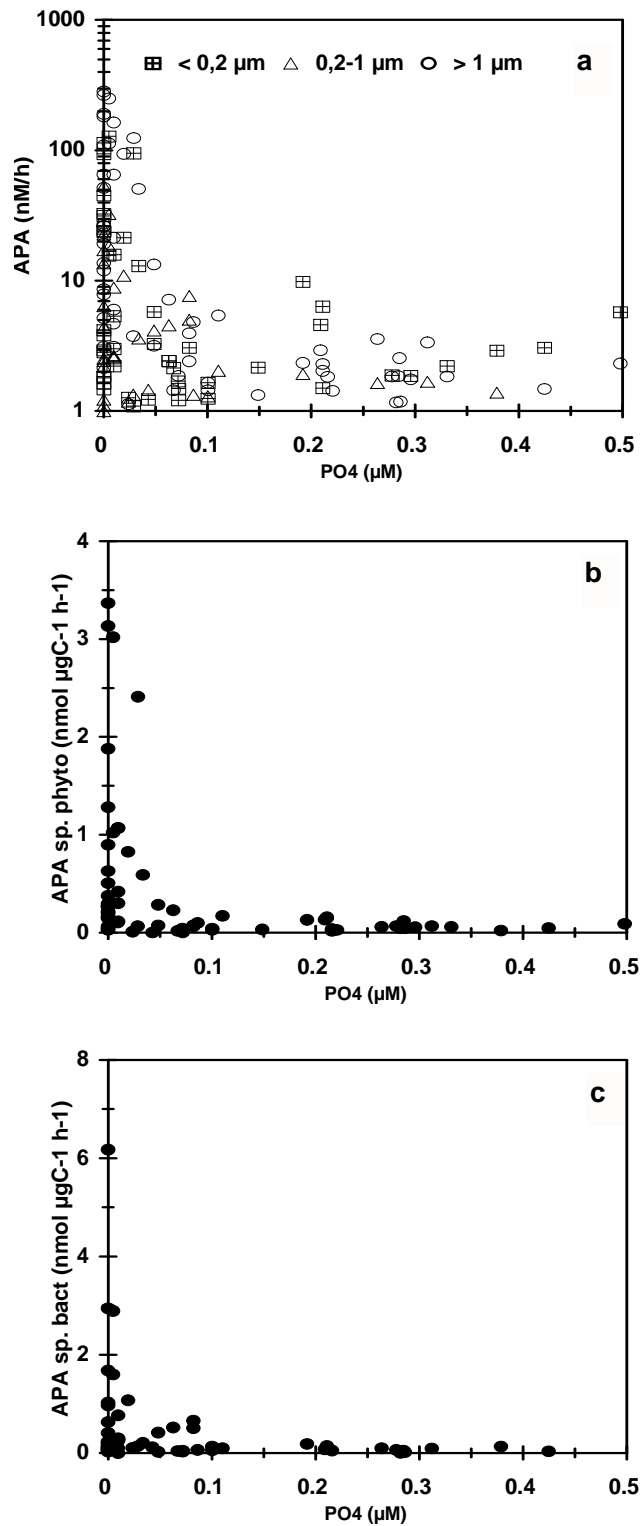 1000
< 0,2 µm 0,2-1 µm > 1 µm
a
100
APA (nM/h)
10
1
0 0.1 0.2 0.3 0.4 0.5
PO4 (µM)
4
b
3
APA sp. phyto (nmol µgC-1 h-1)
2
1
0
0 0.1 0.2 0.3 0.4 0.5
PO4 (µM)
8
c
6
APA sp. bact (nmol µgC-1 h-1)
4
2
0
0 0.1 0.2 0.3 0.4 0.5
PO4 (µM)